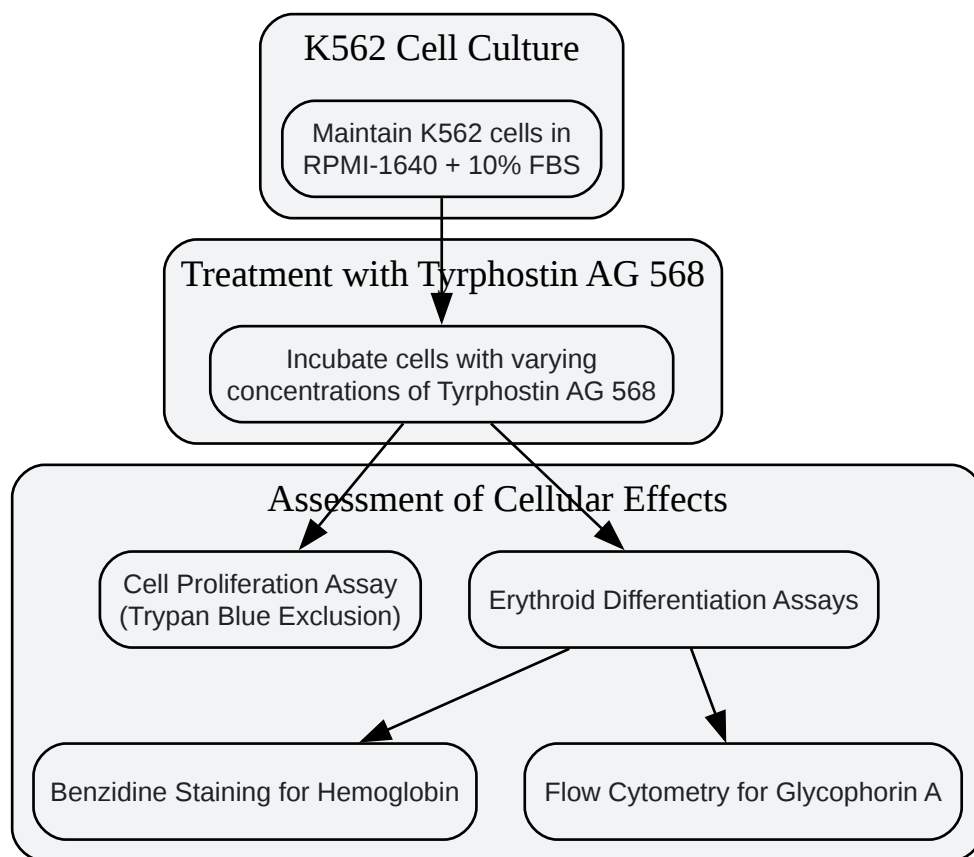 K562 Cell Culture
Maintain K562 cells in
RPMI-1640 + 10% FBS
Treatment with Tyrphostin AG 568
Incubate cells with varying
concentrations of Tyrphostin AG 568
Assessment of Cellular Effects
Cell Proliferation Assay
(Trypan Blue Exclusion)
Erythroid Differentiation Assays
Benzidine Staining for Hemoglobin
Flow Cytometry for Glycophorin A